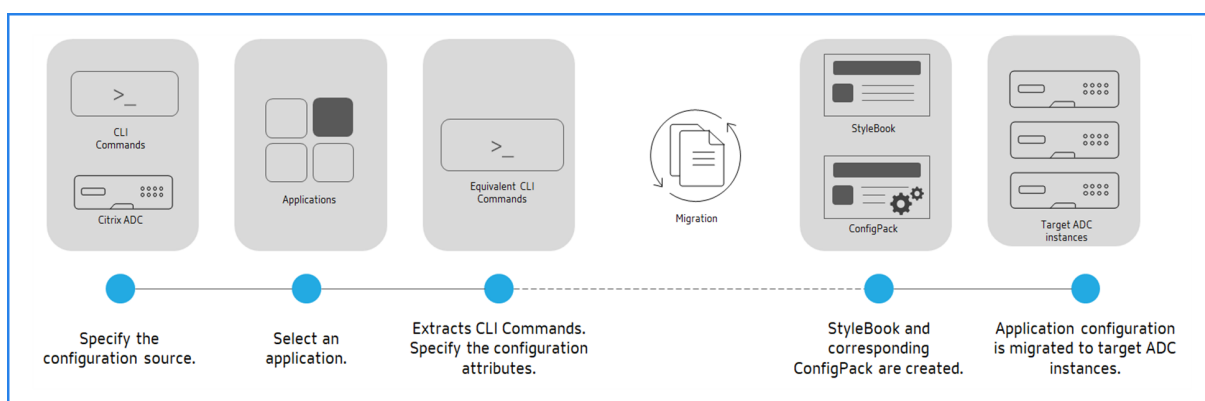 >_
CLI
Commands
Citrix ADC
Applications
>_
Equivalent CLI
Commands
Migration
StyleBook
ConfigPack
Target ADC
instances
Specify the
configuration source.
Select an
application.
Extracts CLI Commands.
Specify the configuration
attributes.
StyleBook and
corresponding
ConfigPack are created.
Application configuration
is migrated to target ADC
instances.